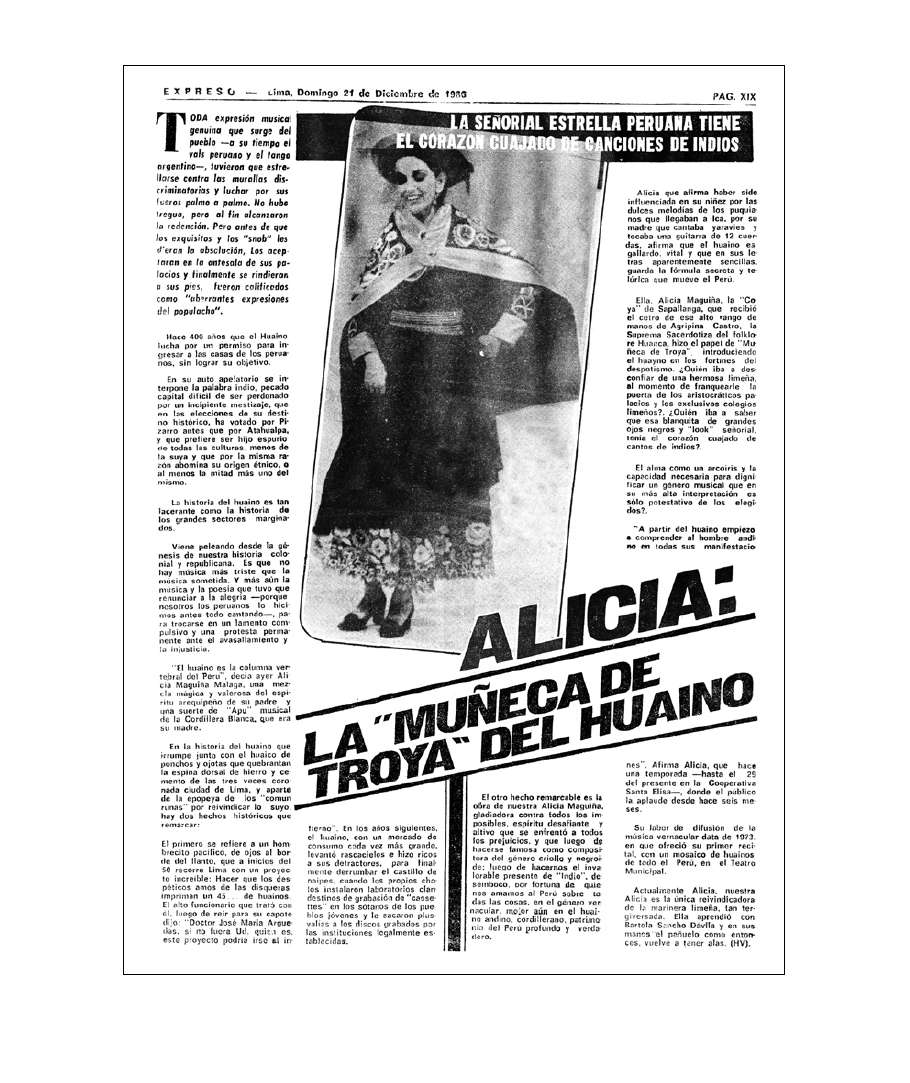 EXPRESO — Lima, Domingo 21 de Diciembre de 1986
PAG. XIX
LA SEÑORIAL ESTRELLA PERUANA TIENE
EL CORAZON CUAJADO DE CANCIONES DE INDIOS
TODA expresión musical
genuina que surge del
pueblo —a su tiempo el
vals peruano y el tango
argentino—, tuvieron que estre-
llarse contra las murallas dis-
criminatorias y luchar por sus
fueros palmo a palmo. No hubo
tregua, pero al fin alcanzaron
la redención. Pero antes de que
los exquisitos y los "snob" les
dieran la absolución, los acep-
taran en la antesala de sus pa-
lacios y finalmente se rindieran
a sus pies, fueron calificados
como "aberrantes expresiones
del populacho".
Hace 406 años que el Huaino
lucha por un permiso para in-
gresar a las casas de los perua-
nos, sin lograr su objetivo.
En su auto apelatorio se in-
terpone la palabra indio, pecado
capital difícil de ser perdonado
por un incipiente mestizaje, que
en las elecciones de su desti-
no histórico, ha votado por Pi-
zarro antes que por Atahualpa,
y que prefiere ser hijo espurio
de todas las culturas, menos de
la suya y que por la misma ra-
zón abomina su origen étnico, o
al menos la mitad más uno del
mismo.
La historia del huaino es tan
lacerante como la historia de
los grandes sectores margina-
dos.
Viene peleando desde la gé-
nesis de nuestra historia colo-
nial y republicana. Es que no
hay música más triste que la
música sometida. Y más aún la
música y la poesía que tuvo que
renunciar a la alegría —porque
nosotros los peruanos lo hici-
mos antes todo cantando—, pa-
ra trocarse en un lamento com-
pulsivo y una protesta perma-
nente ante el avasallamiento y
la injusticia.
"El huaino es la columna ver-
tebral del Perú", decía ayer Ali-
cia Maguiña Málaga, una mez-
cla mágica y valerosa del espí-
ritu arequipeño de su padre y
una suerte de "Apu" musical
de la Cordillera Blanca, que era
su madre.
En la historia del huaino que
irrumpe junto con el huaico de
ponchos y ojotas que quebrantan
la espina dorsal de hierro y ce-
mento de las tres veces coro-
nada ciudad de Lima, y aparte
de la epopeya de los "comun
runas" por reivindicar lo suyo,
hay dos hechos históricos que
remarcar:
El primero se refiere a un hom-
brecito pacífico, de ojos al bor-
de del llanto, que a inicios del
50 recorre Lima con un proyec-
to increíble: Hacer que los des-
póticos amos de las disqueras
impriman un 45... de huainos.
El alto funcionario que trató con
él, luego de reír para su capote
dijo: "Doctor José María Argue-
das, si no fuera Ud. quien es,
este proyecto podría irse al in-
fierno". En los años siguientes,
el huaino, con un mercado de
consumo cada vez más grande,
levantó rascacielos e hizo ricos
a sus detractores, para final-
mente derrumbar el castillo de
naipes, cuando los propios cho-
los instalaron laboratorios clan-
destinos de grabación de "casse-
ttes" en los sótanos de los pue-
blos jóvenes y le sacaron plus-
valías a los discos grabados por
las instituciones legalmente es-
tablecidas.
ALICIA:
LA "MUÑECA DE
TROYA" DEL HUAINO
El otro hecho remarcable es la
obra de nuestra Alicia Maguiña,
gladiadora contra todos los im-
posibles, espíritu desafiante y
altivo que se enfrentó a todos
los prejuicios, y que luego de
hacerse famosa como composi-
tora del género criollo y negroi-
de; luego de hacernos el inva
lorable presente de "Indio", de-
semboco, por fortuna de quie
nes amamos al Perú sobre to
das las cosas, en el género ver
nacular, mejor aún en el huai-
no andino, cordillerano, patrimo
nio del Perú profundo y verda
dero.
Alicia que afirma haber sido
influenciada en su niñez por las
dulces melodías de los puquia-
nos que llegaban a Ica, por su
madre que cantaba yaravíes y
tocaba una guitarra de 12 cuer
das, afirma que el huaino es
gallardo, vital y que en sus le-
tras aparentemente sencillas,
guarda la fórmula secreta y te-
lúrica que mueve el Perú.
Ella, Alicia Maguiña, la "Co
ya" de Sapallanga, que recibió
el cetro de ese alto rango de
manos de Agripina Castro, la
Suprema Sacerdotiza del folklo-
re Huanca, hizo el papel de "Mu-
ñeca de Troya", introduciendo
el huayno en los fortines del
despotismo. ¿Quién iba a des-
confiar de una hermosa limeña,
al momento de franquearle la
puerta de los aristocráticos pa-
lacios y los exclusivos colegios
limeños?. ¿Quién iba a saber
que esa blanquita de grandes
ojos negros y "look" señorial,
tenía el corazón cuajado de
cantos de indios?.
El alma como un arcoiris y la
capacidad necesaria para digni-
ficar un género musical que en
su más alta interpretación es
sólo potestativo de los elegi-
dos?.
"A partir del huaino empiezo
a comprender al hombre andi-
no en todas sus manifestacio
nes". Afirma Alicia, que hace
una temporada —hasta el 29
del presente en la Cooperativa
Santa Elisa—, donde el público
la aplaude desde hace seis me-
ses.
Su labor de difusión de la
música vernacular data de 1973,
en que ofreció su primer reci-
tal, con un mosaico de huainos
de todo el Perú, en el Teatro
Municipal.
Actualmente Alicia, nuestra
Alicia es la única reivindicadora
de la marinera limeña, tan ter-
giversada. Ella aprendió con
Bartola Sancho Dávila y en sus
manos el pañuelo como enton-
ces, vuelve a tener alas. (HV).